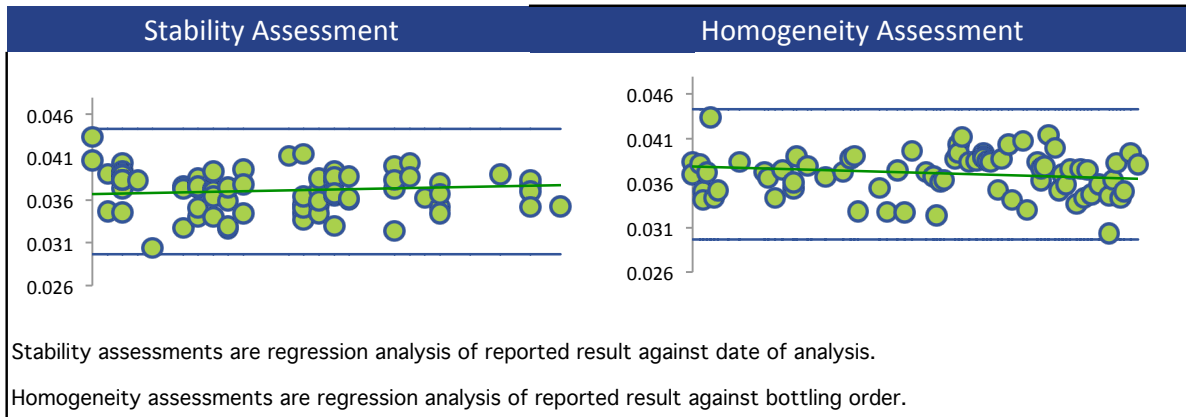 Stability Assessment
Homogeneity Assessment
0.046
0.041
0.036
0.031
0.026
0.046
0.041
0.036
0.031
0.026
Stability assessments are regression analysis of reported result against date of analysis.
Homogeneity assessments are regression analysis of reported result against bottling order.